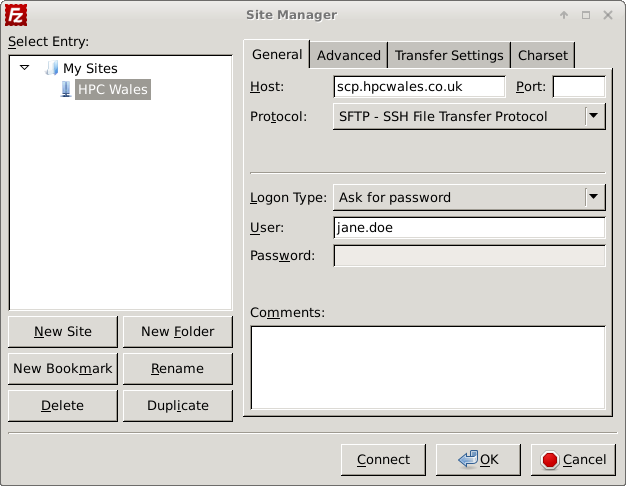 Fz
Site Manager
Select Entry:
My Sites
HPC Wales
New Site
New Folder
New Bookmark
Rename
Delete
Duplicate
General
Advanced
Transfer Settings
Charset
Host:
scp.hpcwales.co.uk
Port:
Protocol:
SFTP - SSH File Transfer Protocol
Logon Type:
Ask for password
User:
jane.doe
Password:
Comments:
Connect
OK
Cancel